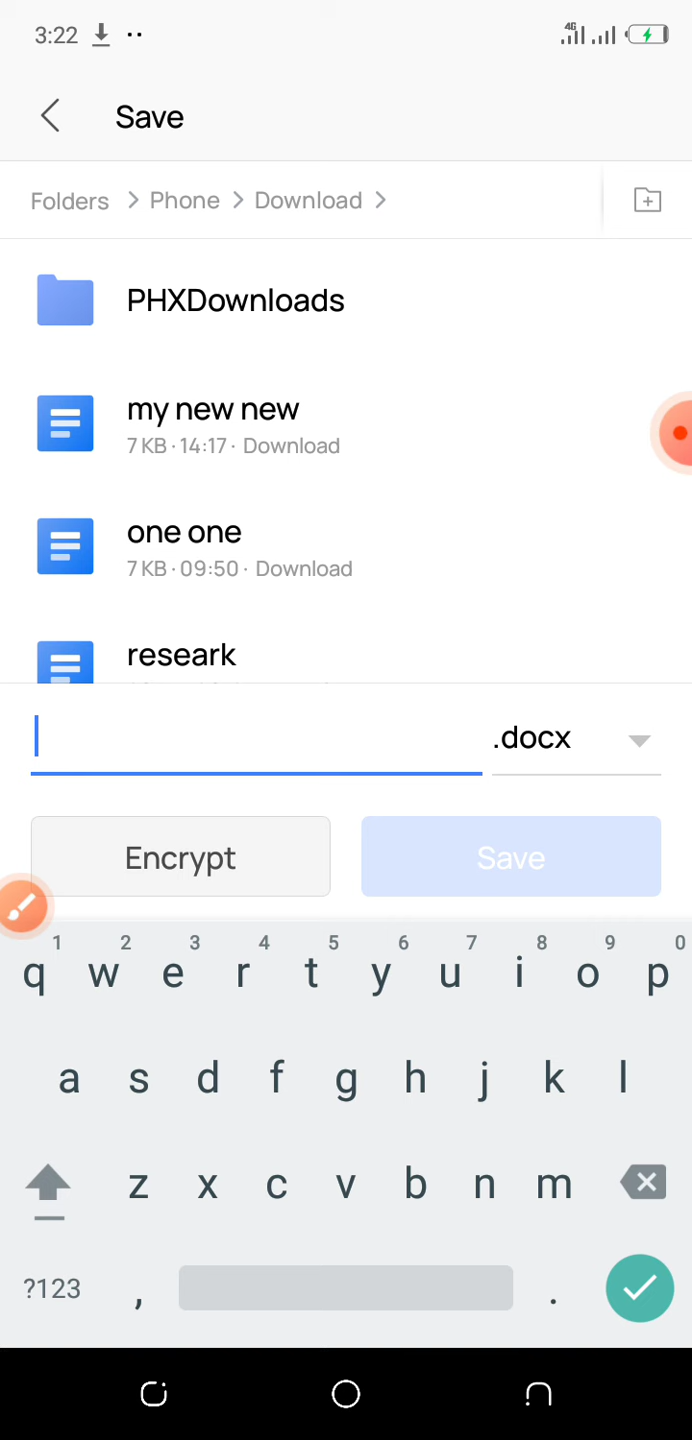 3:22
4G
Save
Folders > Phone > Download >
PHXDownloads
my new new
7 KB · 14:17 · Download
one one
7 KB · 09:50 · Download
researk
.docx
Encrypt
Save
1 2 3 4 5 6 7 8 9 0
q w e r t y u i o p
a s d f g h j k l
z x c v b n m
?123 , .